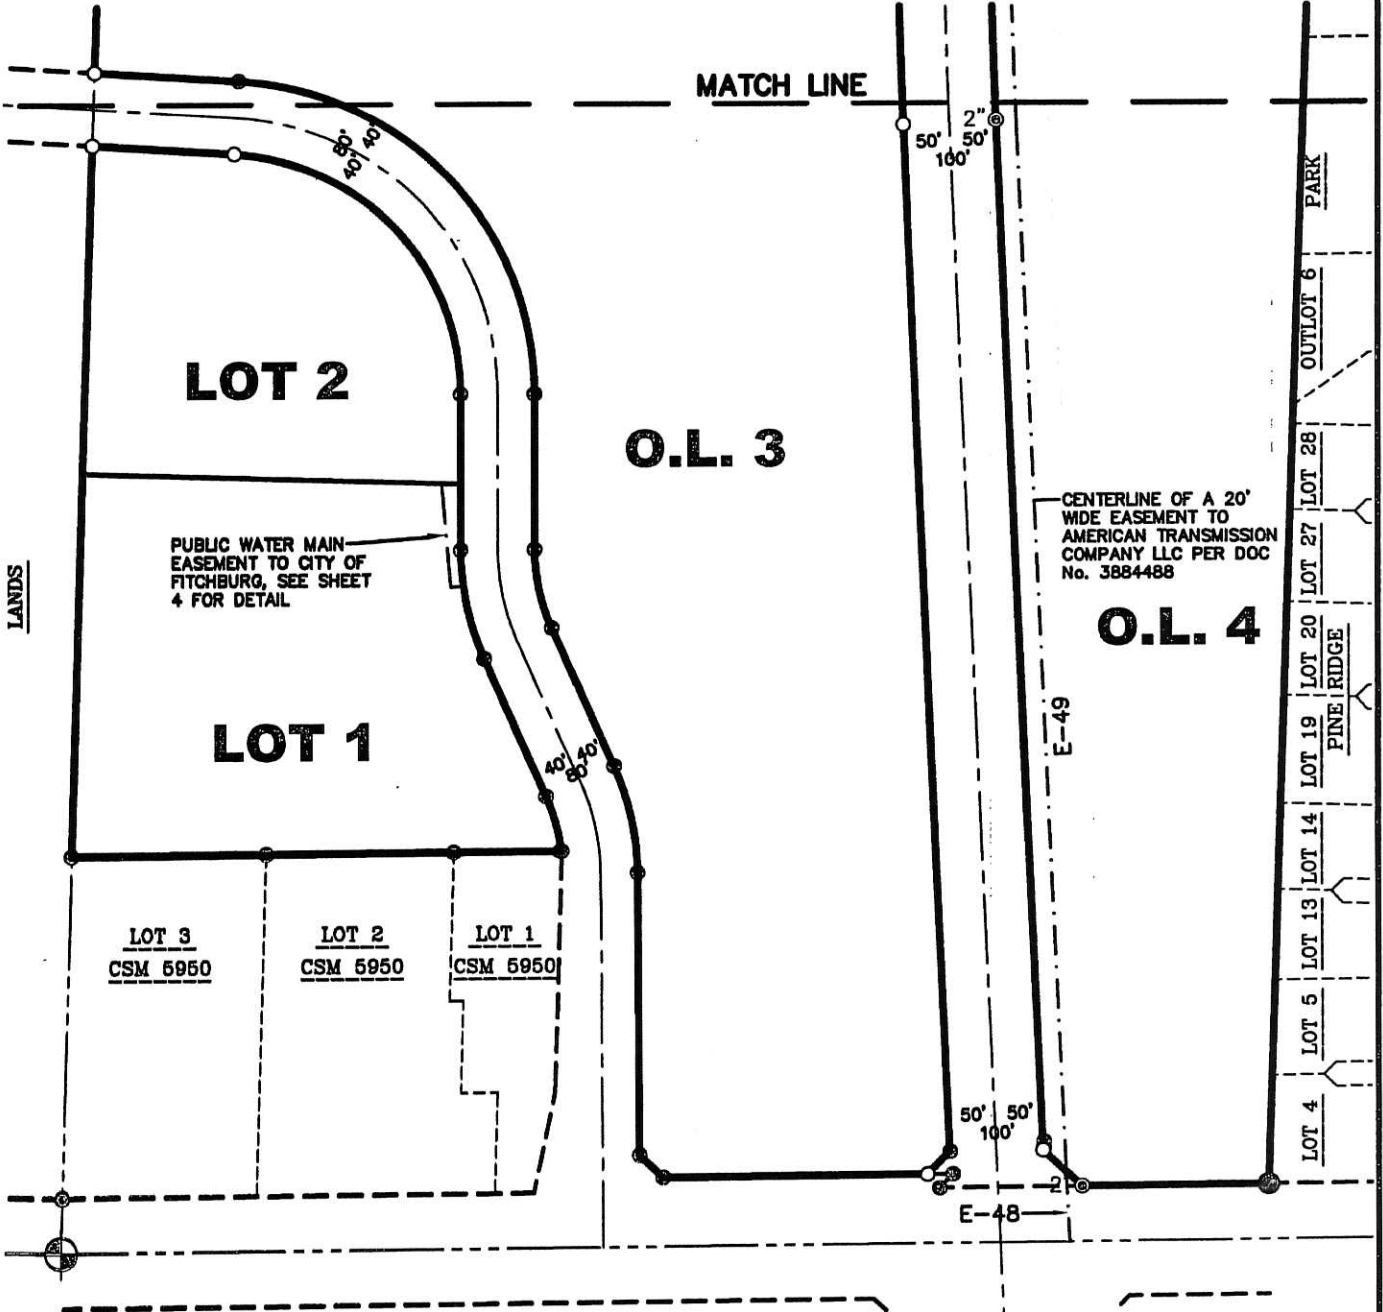 MATCH LINE
80' 40'
40'
50' 50'
100'
2"
PARK
OUTLOT 6
LOT 2
O.L. 3
LOT 28
CENTERLINE OF A 20'
WIDE EASEMENT TO
AMERICAN TRANSMISSION
COMPANY LLC PER DOC
No. 3884488
PUBLIC WATER MAIN
EASEMENT TO CITY OF
FITCHBURG, SEE SHEET
4 FOR DETAIL
LANDS
LOT 27
O.L. 4
LOT 20
PINE RIDGE
LOT 1
E-49
LOT 19
40' 40'
80'
LOT 14
LOT 13
LOT 3
CSM 5950
LOT 2
CSM 5950
LOT 1
CSM 5950
LOT 5
50' 50'
100'
LOT 4
2
E-48